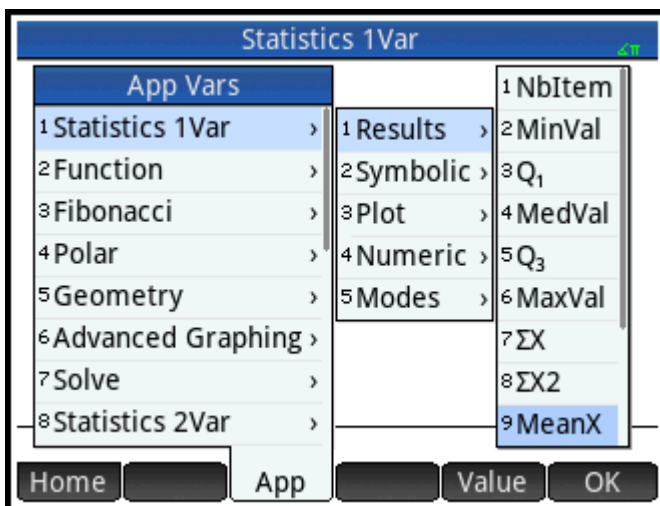 Statistics 1Var
∡π
App Vars
1 Statistics 1Var ›
2 Function ›
3 Fibonacci ›
4 Polar ›
5 Geometry ›
6 Advanced Graphing ›
7 Solve ›
8 Statistics 2Var ›
1 Results ›
2 Symbolic ›
3 Plot ›
4 Numeric ›
5 Modes ›
1 NbItem
2 MinVal
3 Q₁
4 MedVal
5 Q₃
6 MaxVal
7 ΣX
8 ΣX2
9 MeanX
Home App Value OK